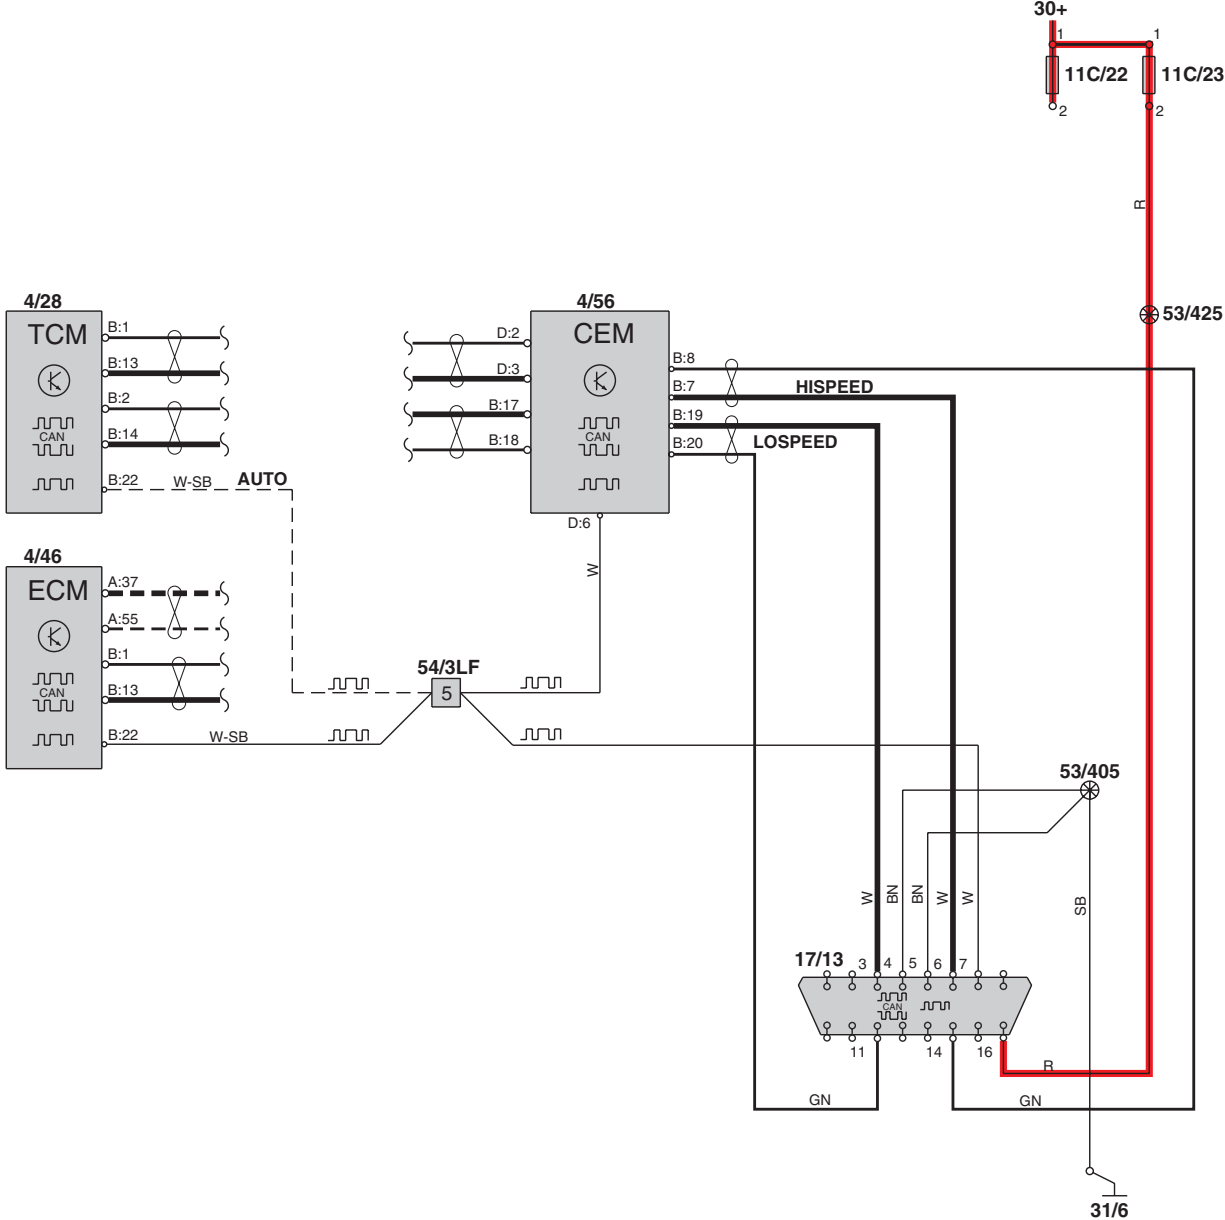 30+
1 1
11C/22 11C/23
2 2
R
53/425
4/28
TCM
B:1
B:13
B:2
CAN
B:14
B:22 W-SB AUTO
4/56
CEM
D:2
D:3
B:17
CAN
B:18
D:6
B:8
B:7 HISPEED
B:19
B:20 LOSPEED
W
4/46
ECM
A:37
A:55
B:1
CAN
B:13
B:22 W-SB
54/3LF
5
53/405
W BN BN W W SB
17/13 3 4 5 6 7
CAN
11 14 16
R
GN GN
31/6